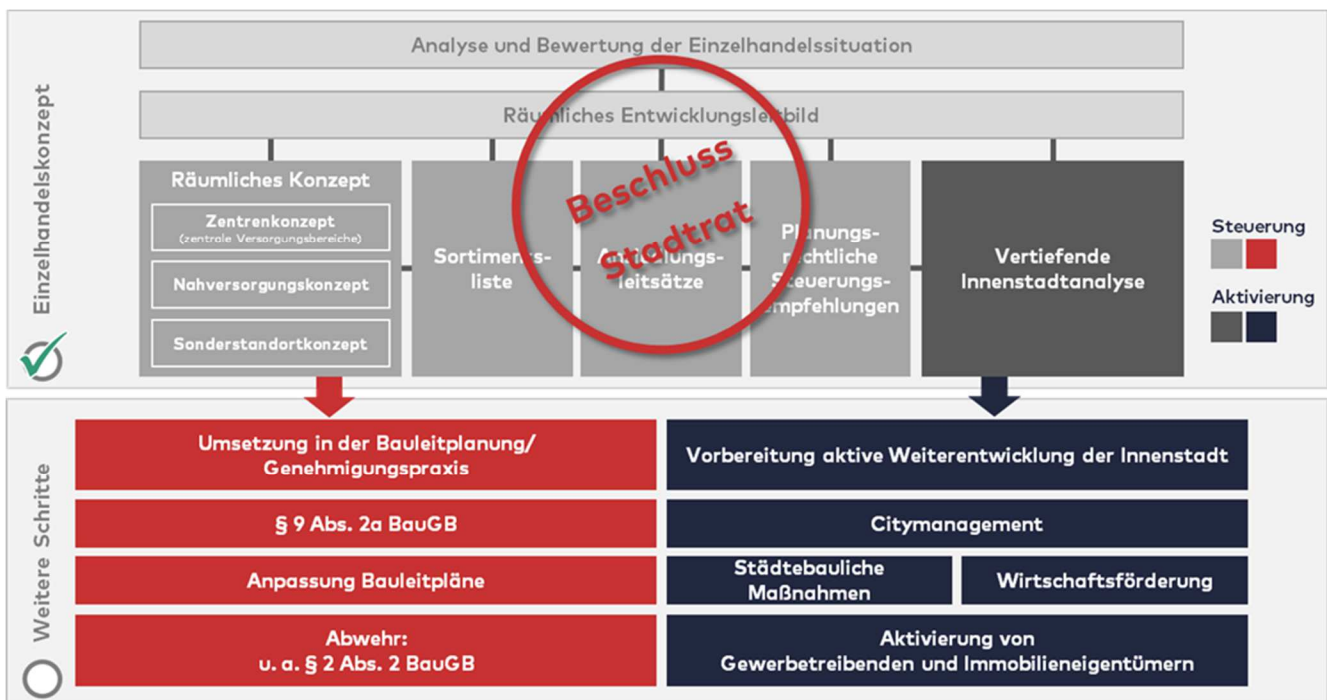 Einzelhandelskonzept
Analyse und Bewertung der Einzelhandelssituation
Räumliches Entwicklungsleitbild
Räumliches Konzept
Zentrenkonzept
(zentrale Versorgungsbereiche)
Nahversorgungskonzept
Sonderstandortkonzept
Sortiments-
liste
leitsätze
Planungs-
rechtliche
Steuerungs-
empfehlungen
Vertiefende
Innenstadtanalyse
Beschluss
Stadtrat
Steuerung
Aktivierung
Weitere Schritte
Umsetzung in der Bauleitplanung/
Genehmigungspraxis
§ 9 Abs. 2a BauGB
Anpassung Bauleitpläne
Abwehr:
u. a. § 2 Abs. 2 BauGB
Vorbereitung aktive Weiterentwicklung der Innenstadt
Citymanagement
Städtebauliche
Maßnahmen
Wirtschaftsförderung
Aktivierung von
Gewerbetreibenden und Immobilieneigentümern